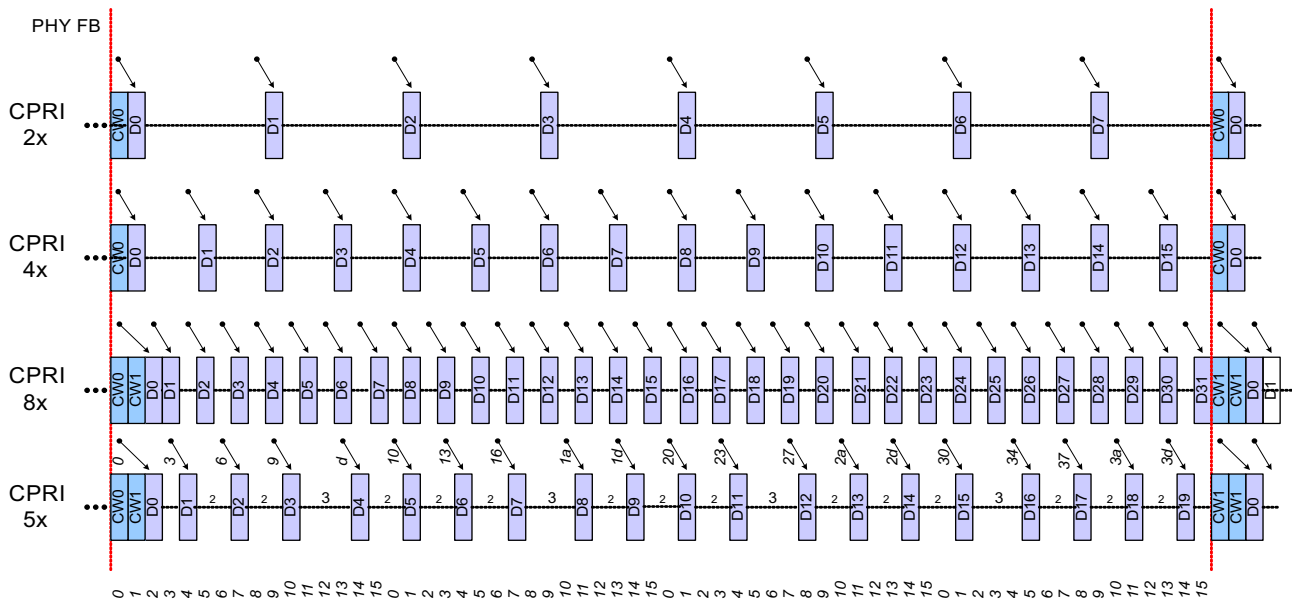 PHY FB
CPRI
2x
CW0 D0 D1 D2 D3 D4 D5 D6 D7 CW0 D0
CPRI
4x
CW0 D0 D1 D2 D3 D4 D5 D6 D7 D8 D9 D10 D11 D12 D13 D14 D15 CW0 D0
CPRI
8x
CW0 CW1 D0 D1 D2 D3 D4 D5 D6 D7 D8 D9 D10 D11 D12 D13 D14 D15 D16 D17 D18 D19 D20 D21 D22 D23 D24 D25 D26 D27 D28 D29 D30 D31 CW1 CW1 D0 D1
0 3 6 9 d 10 13 16 1a 1d 20 23 27 2a 2d 30 34 37 3a 3d
CPRI
5x
CW0 CW1 D0 D1 2 D2 2 D3 3 D4 2 D5 2 D6 2 D7 3 D8 2 D9 2 D10 2 D11 3 D12 2 D13 2 D14 2 D15 3 D16 2 D17 2 D18 2 D19 CW1 CW1 D0
0 1 2 3 4 5 6 7 8 9 10 11 12 13 14 15 0 1 2 3 4 5 6 7 8 9 10 11 12 13 14 15 0 1 2 3 4 5 6 7 8 9 10 11 12 13 14 15 0 1 2 3 4 5 6 7 8 9 10 11 12 13 14 15